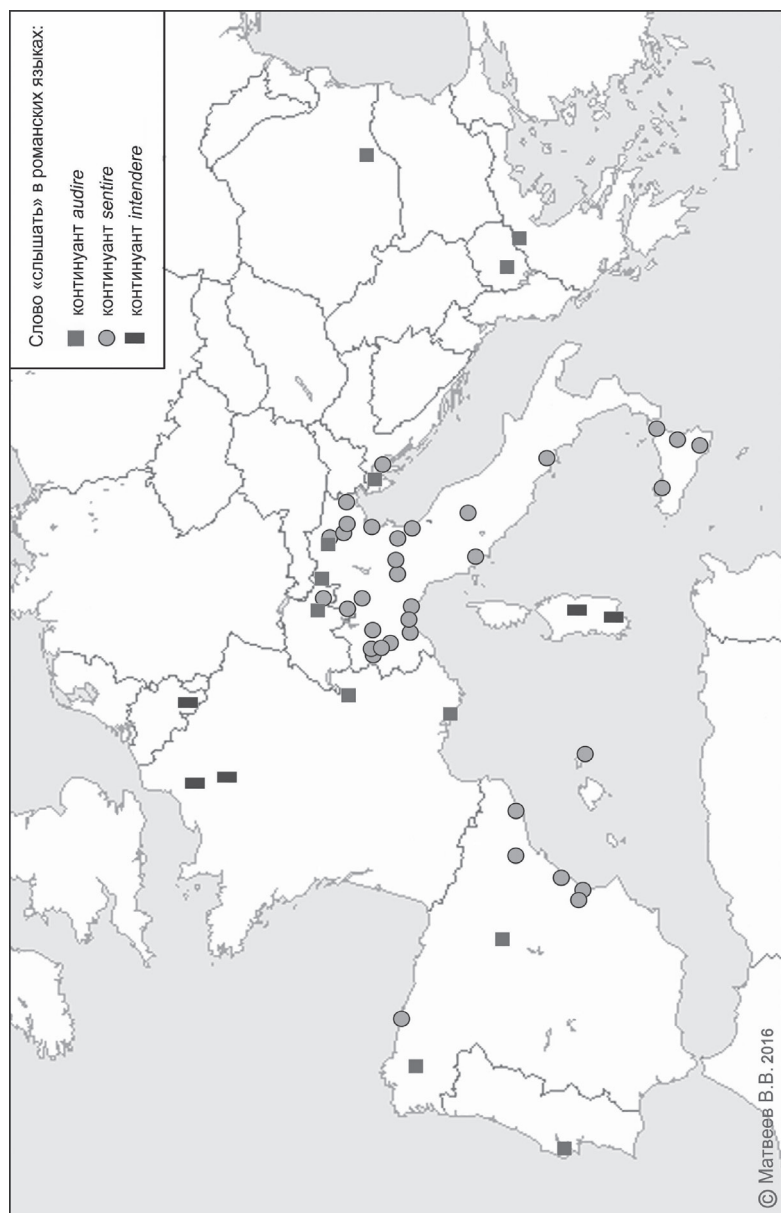 Слово «слышать» в романских языках:
континуант audire
континуант sentire
континуант intendere
© Матвеев В.В. 2016